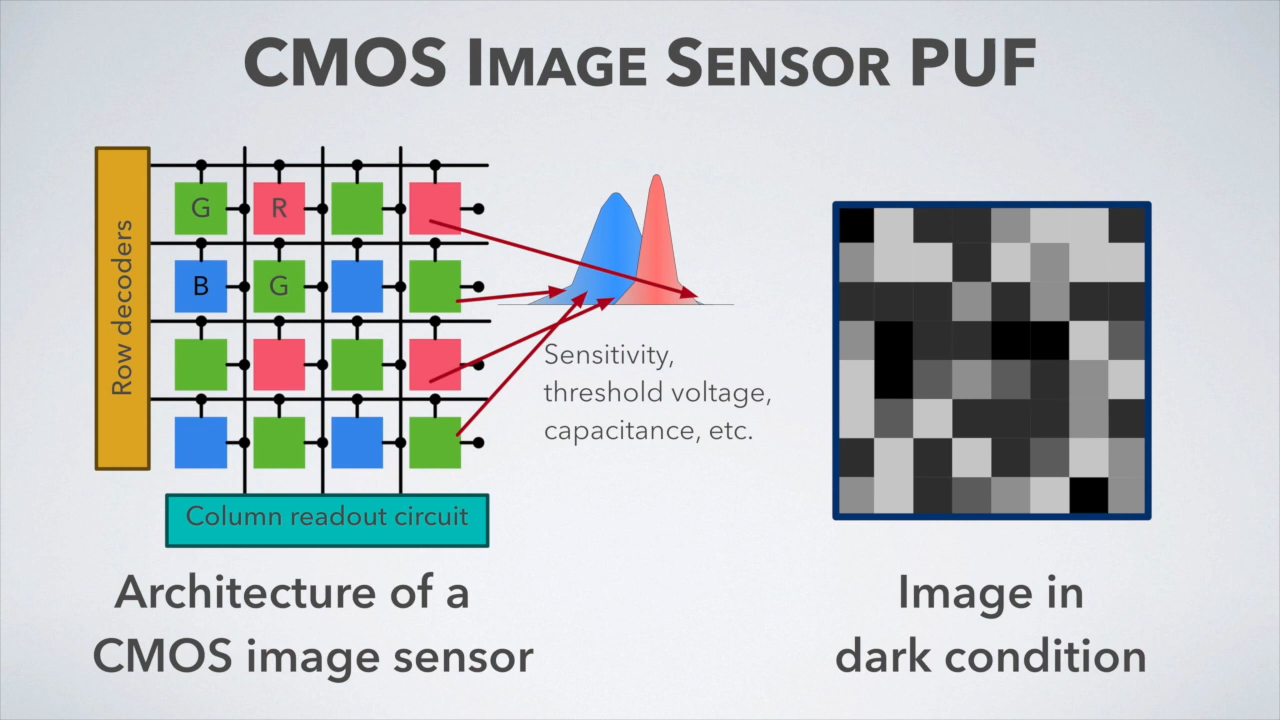 CMOS IMAGE SENSOR PUF
Row decoders
G
R
B
G
Sensitivity,
threshold voltage,
capacitance, etc.
Column readout circuit
Architecture of a
CMOS image sensor
Image in
dark condition